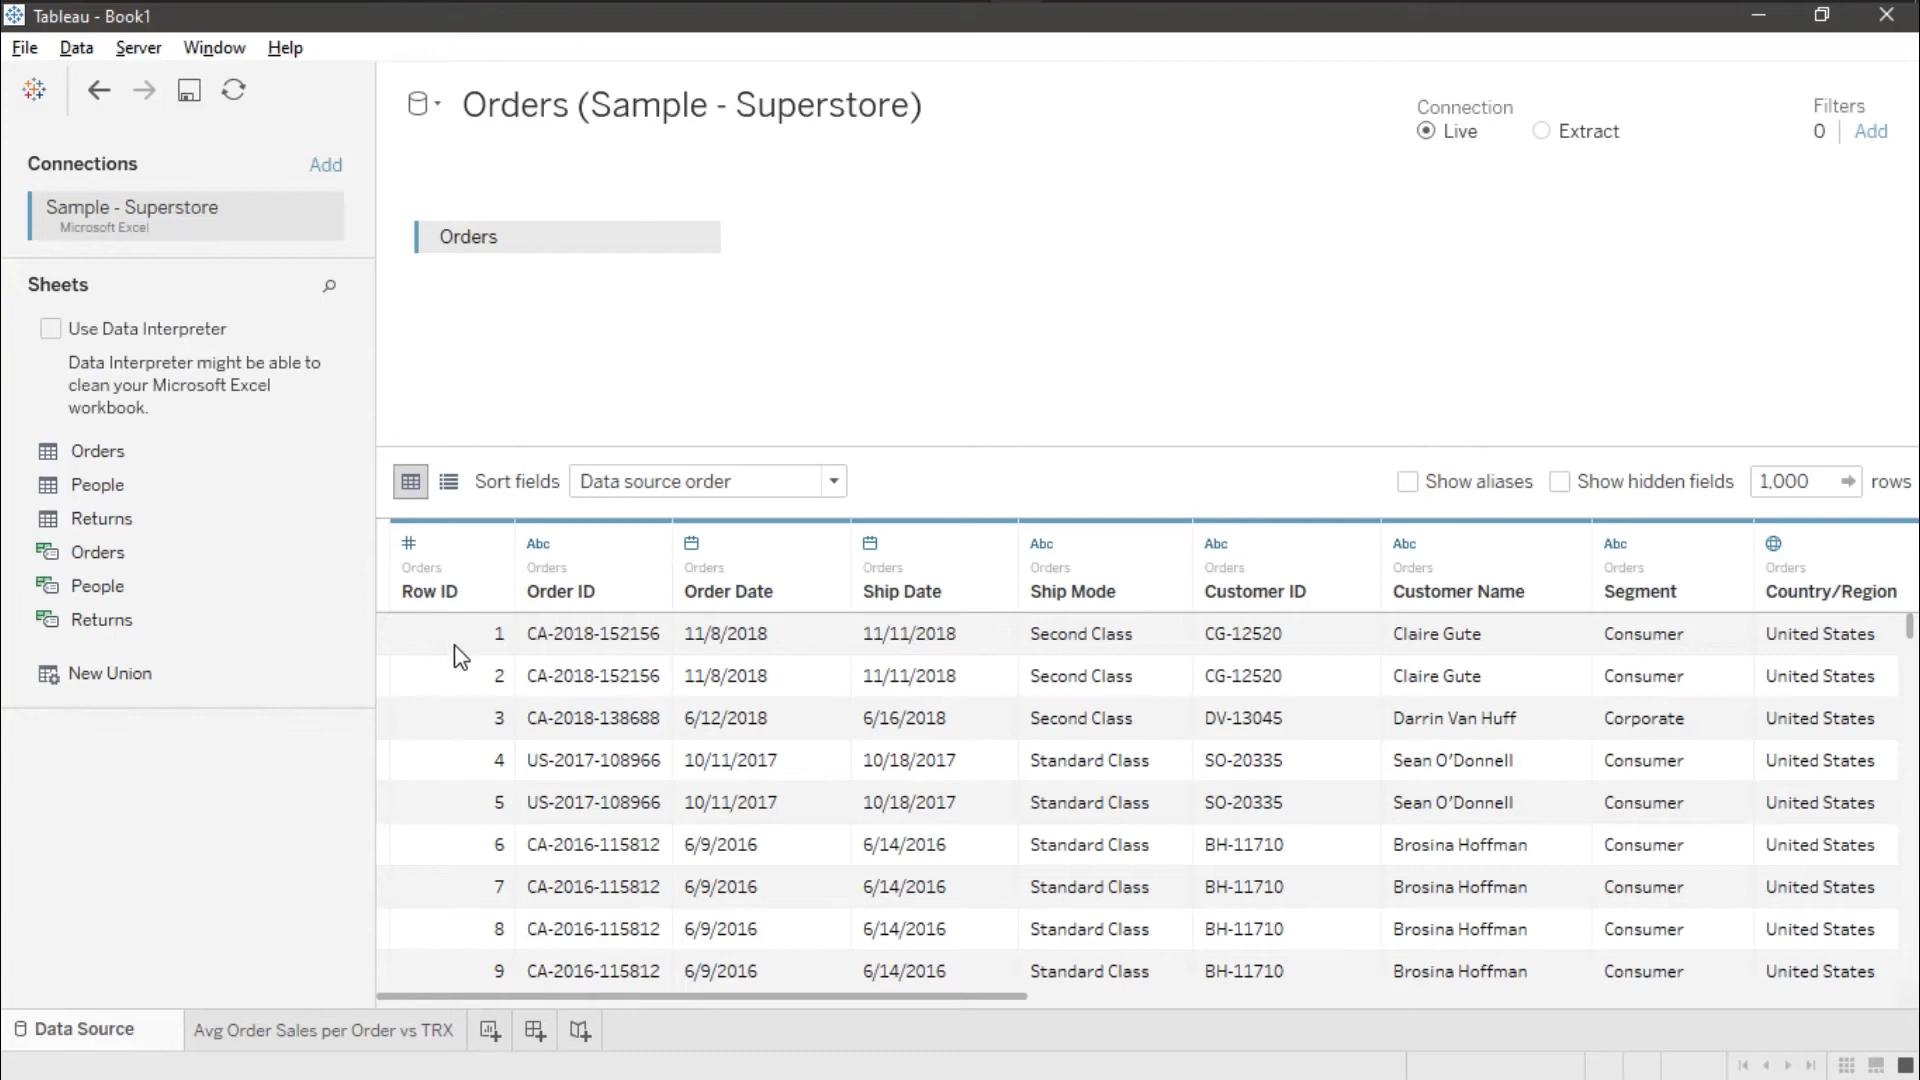 Tableau - Book1
File Data Server Window Help
Connections Add
Sample - Superstore
Microsoft Excel
Sheets
Use Data Interpreter
Data Interpreter might be able to
clean your Microsoft Excel
workbook.
Orders
People
Returns
Orders
People
Returns
New Union
Orders (Sample - Superstore)
Connection
Live Extract
Filters
0 | Add
Orders
Sort fields Data source order Show aliases Show hidden fields 1,000 rows
# Abc Abc Abc Abc Abc
Orders Orders Orders Orders Orders Orders Orders Orders Orders
Row ID Order ID Order Date Ship Date Ship Mode Customer ID Customer Name Segment Country/Region
1 CA-2018-152156 11/8/2018 11/11/2018 Second Class CG-12520 Claire Gute Consumer United States
2 CA-2018-152156 11/8/2018 11/11/2018 Second Class CG-12520 Claire Gute Consumer United States
3 CA-2018-138688 6/12/2018 6/16/2018 Second Class DV-13045 Darrin Van Huff Corporate United States
4 US-2017-108966 10/11/2017 10/18/2017 Standard Class SO-20335 Sean O'Donnell Consumer United States
5 US-2017-108966 10/11/2017 10/18/2017 Standard Class SO-20335 Sean O'Donnell Consumer United States
6 CA-2016-115812 6/9/2016 6/14/2016 Standard Class BH-11710 Brosina Hoffman Consumer United States
7 CA-2016-115812 6/9/2016 6/14/2016 Standard Class BH-11710 Brosina Hoffman Consumer United States
8 CA-2016-115812 6/9/2016 6/14/2016 Standard Class BH-11710 Brosina Hoffman Consumer United States
9 CA-2016-115812 6/9/2016 6/14/2016 Standard Class BH-11710 Brosina Hoffman Consumer United States
Data Source Avg Order Sales per Order vs TRX